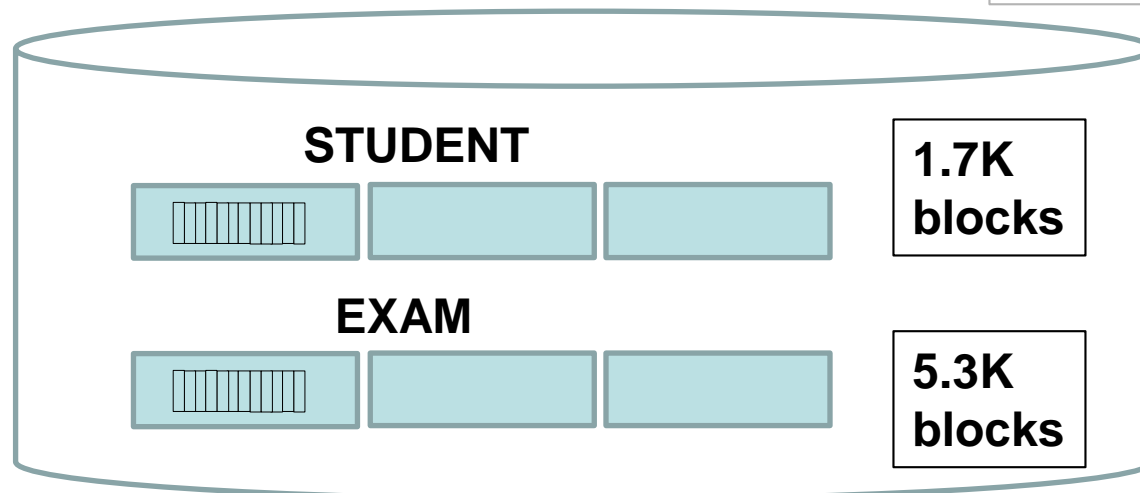 STUDENT
1.7K
blocks
EXAM
5.3K
blocks